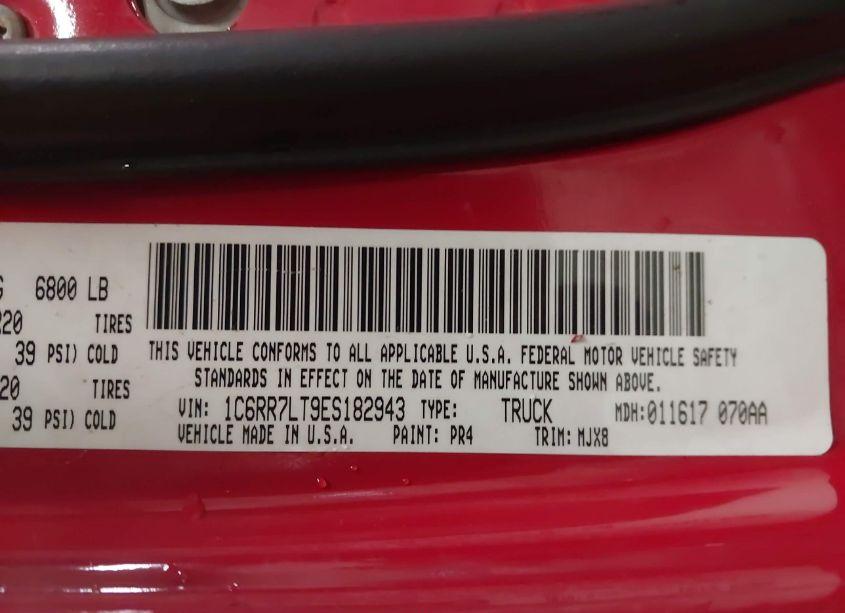 6800 LB
TIRES
39 PSI) COLD
TIRES
39 PSI) COLD
THIS VEHICLE CONFORMS TO ALL APPLICABLE U.S.A. FEDERAL MOTOR VEHICLE SAFETY
STANDARDS IN EFFECT ON THE DATE OF MANUFACTURE SHOWN ABOVE.
VIN: 1C6RR7LT9ES182943 TYPE: TRUCK MDH:011617 070AA
VEHICLE MADE IN U.S.A. PAINT: PR4 TRIM: MJX8